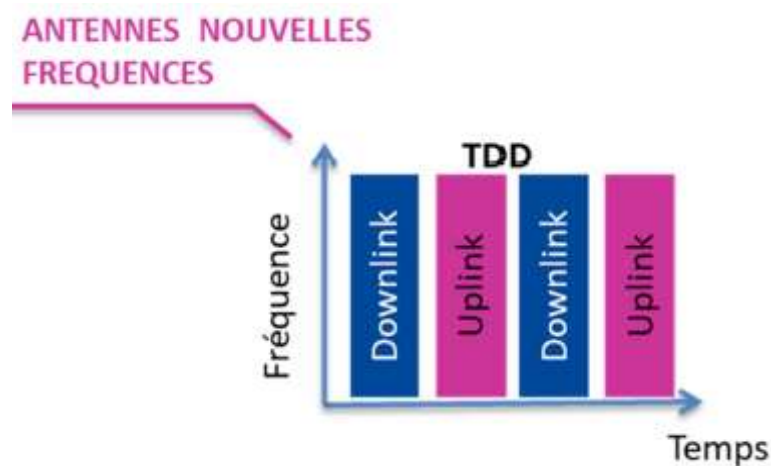 ANTENNES NOUVELLES
FREQUENCES
TDD
Fréquence
Downlink
Uplink
Downlink
Uplink
Temps